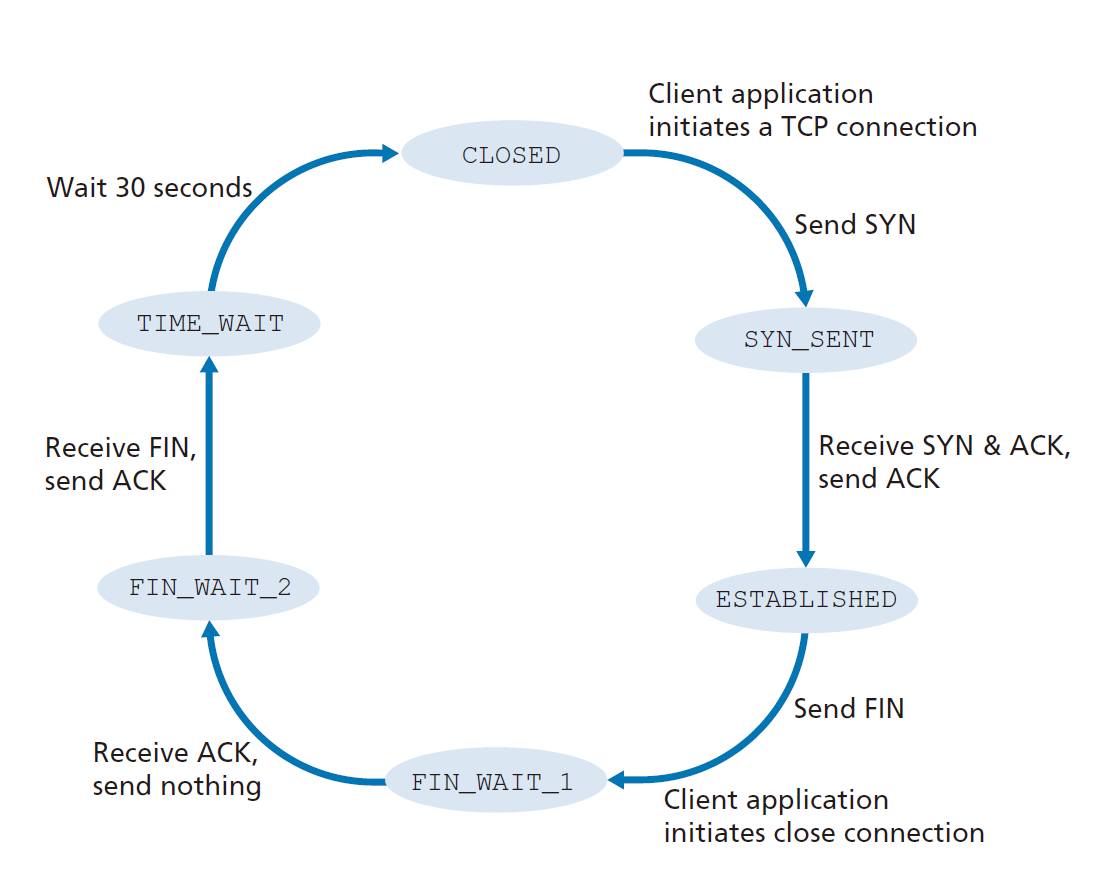 Client application
initiates a TCP connection
CLOSED
Wait 30 seconds
Send SYN
TIME_WAIT
SYN_SENT
Receive FIN,
send ACK
Receive SYN & ACK,
send ACK
FIN_WAIT_2
ESTABLISHED
Send FIN
Receive ACK,
send nothing
FIN_WAIT_1
Client application
initiates close connection